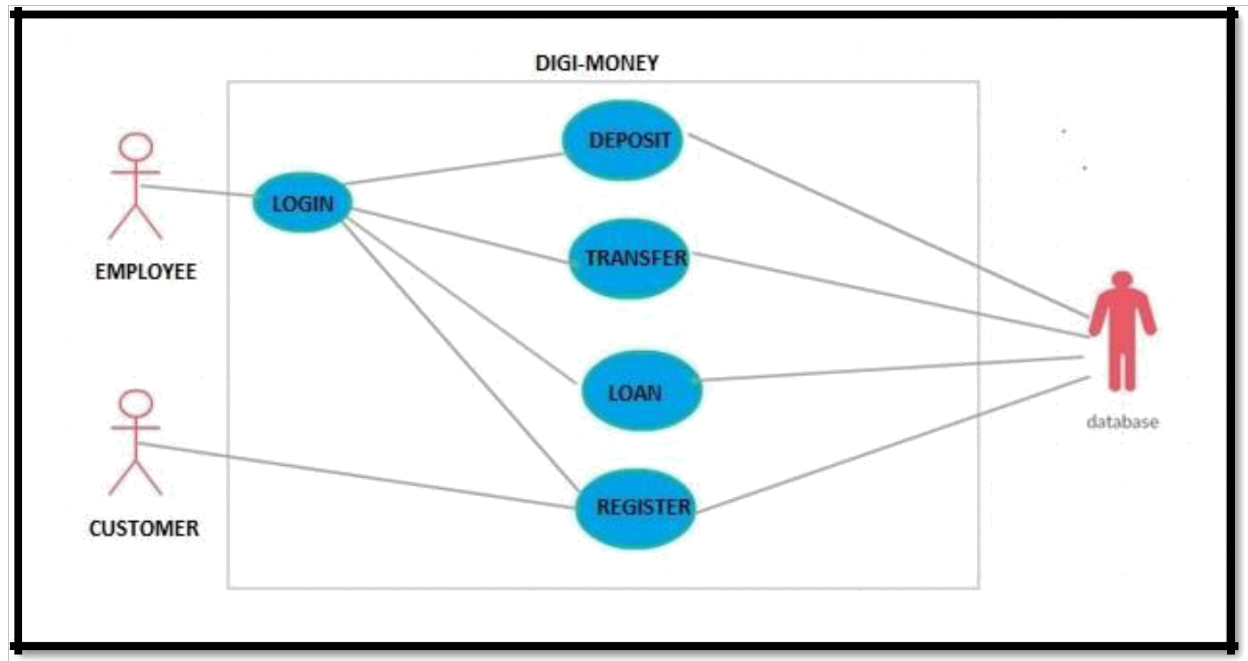 DIGI-MONEY
DEPOSIT
LOGIN
TRANSFER
EMPLOYEE
LOAN
database
REGISTER
CUSTOMER